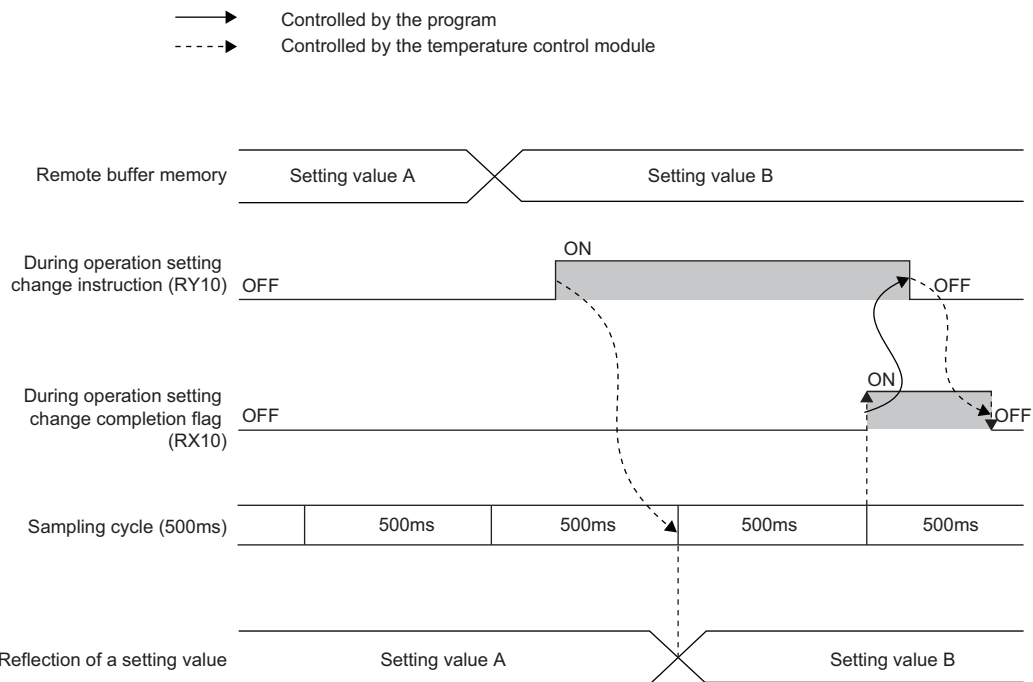 Controlled by the program
Controlled by the temperature control module
Remote buffer memory
Setting value A
Setting value B
During operation setting
change instruction (RY10)
OFF
ON
OFF
During operation setting
change completion flag
(RX10)
OFF
ON
OFF
Sampling cycle (500ms)
500ms
500ms
500ms
500ms
Reflection of a setting value
Setting value A
Setting value B